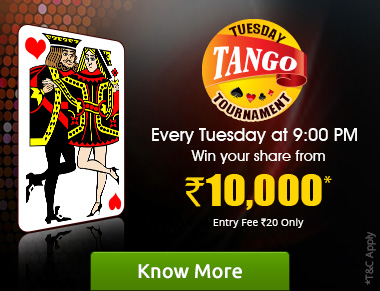 TUESDAY
TANGO
TOURNAMENT
Every Tuesday at 9:00 PM
Win your share from
₹10,000*
Entry Fee ₹20 Only
*T&C Apply
Know More